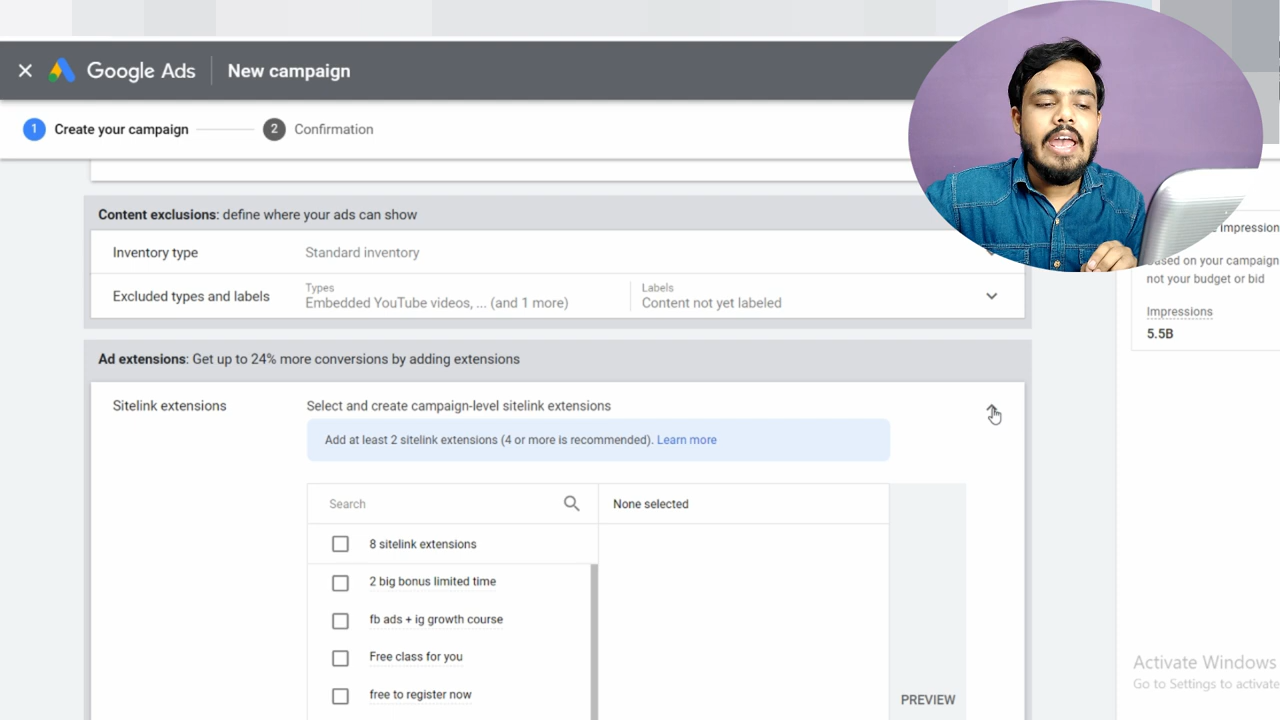 Google Ads New campaign
1 Create your campaign 2 Confirmation
Content exclusions: define where your ads can show
Inventory type Standard inventory
Excluded types and labels
Types
Embedded YouTube videos, ... (and 1 more)
Labels
Content not yet labeled
Ad extensions: Get up to 24% more conversions by adding extensions
Sitelink extensions
Select and create campaign-level sitelink extensions
Add at least 2 sitelink extensions (4 or more is recommended). Learn more
Search
None selected
8 sitelink extensions
2 big bonus limited time
fb ads + ig growth course
Free class for you
free to register now
PREVIEW
Impression
based on your campaign
not your budget or bid
Impressions
5.5B
Activate Windows
Go to Settings to activate